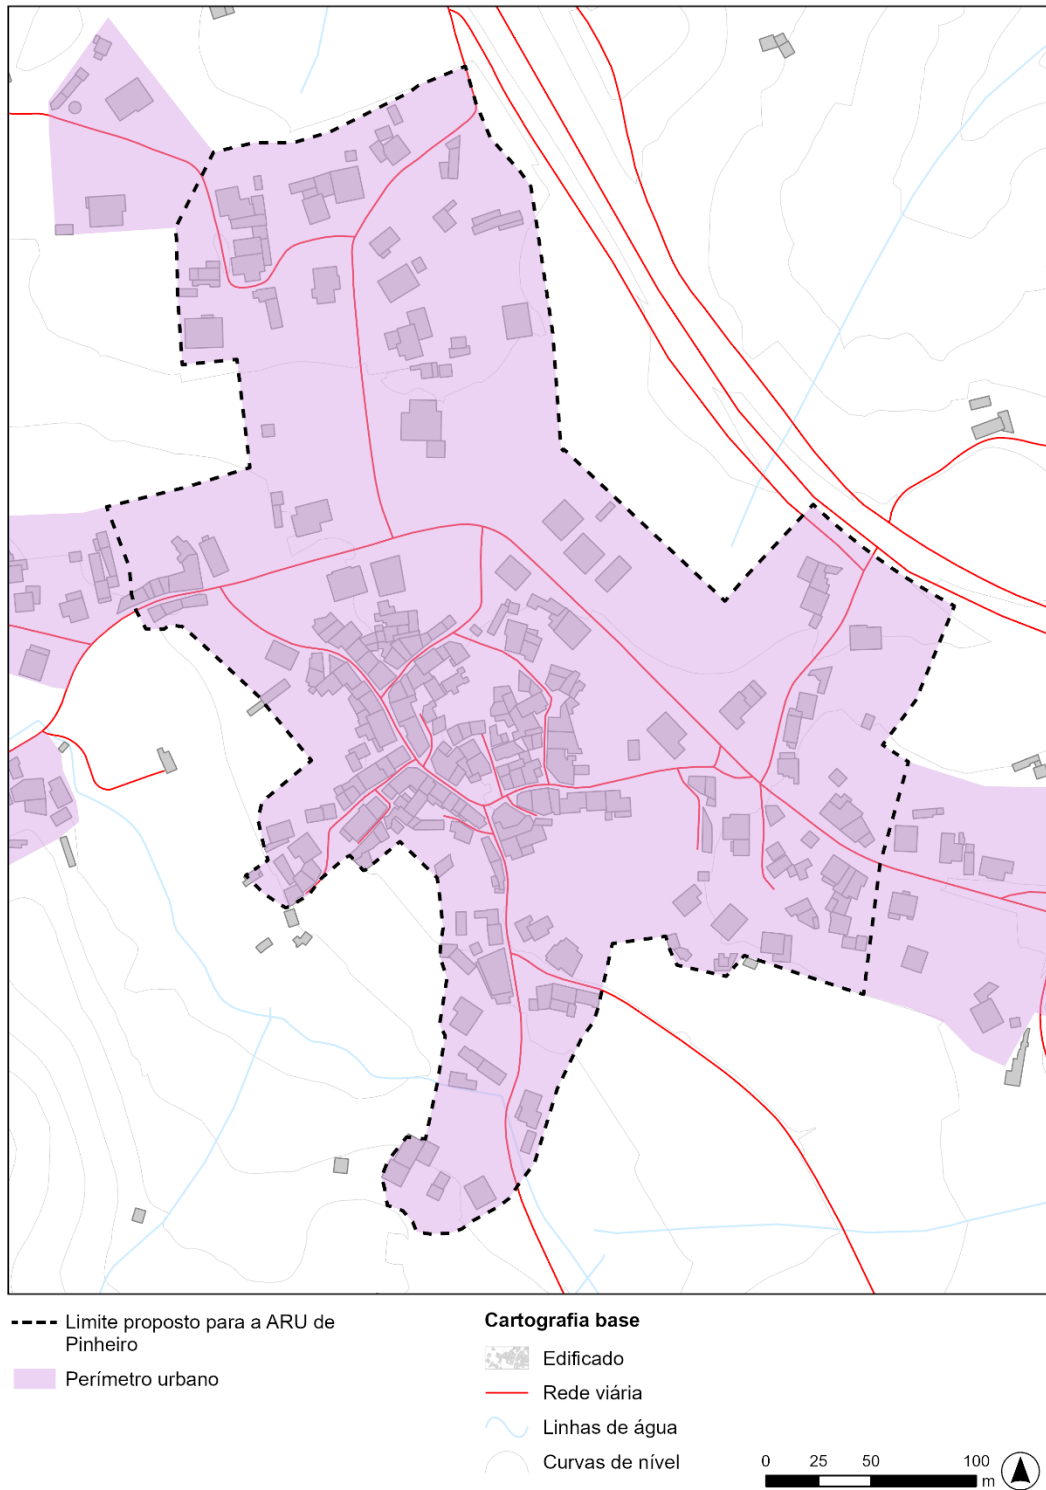 Limite proposto para a ARU de
Pinheiro
Perímetro urbano
Cartografia base
Edificado
Rede viária
Linhas de água
Curvas de nível
0 25 50 100
m